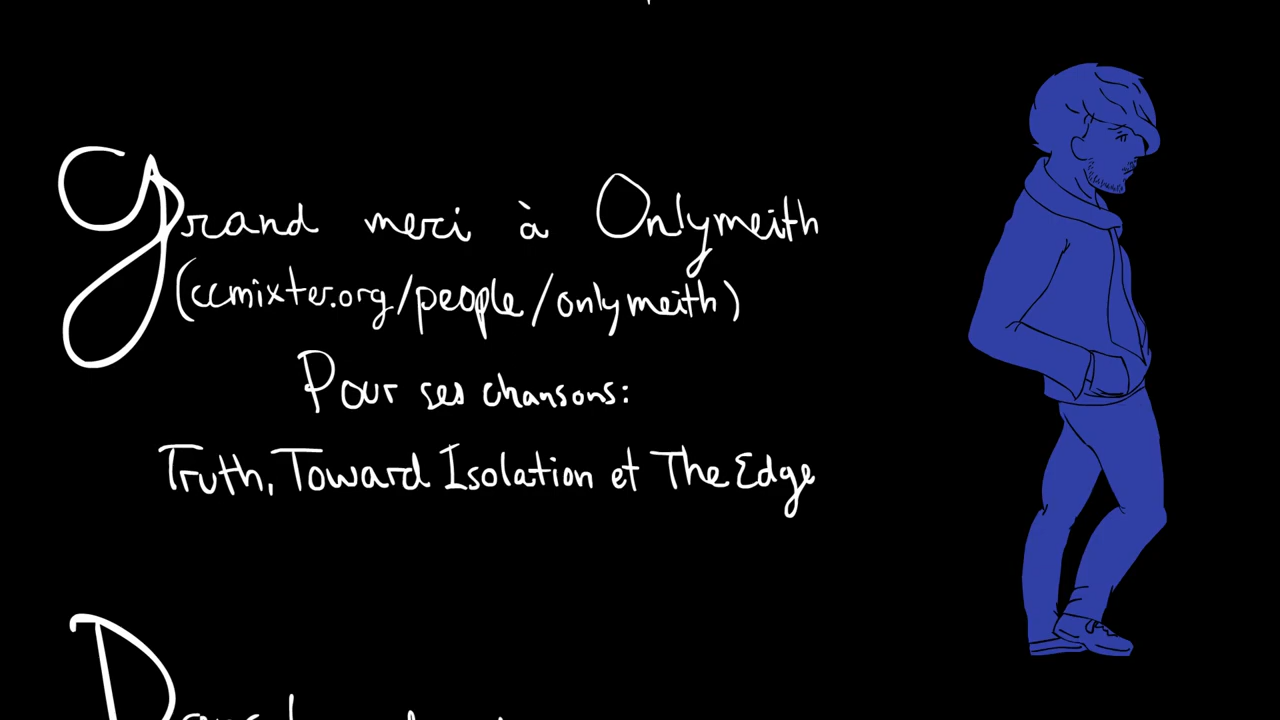 Grand merci à Onlymeith
(ccmixter.org/people/onlymeith)
Pour ses chansons:
Truth, Toward Isolation et The Edge